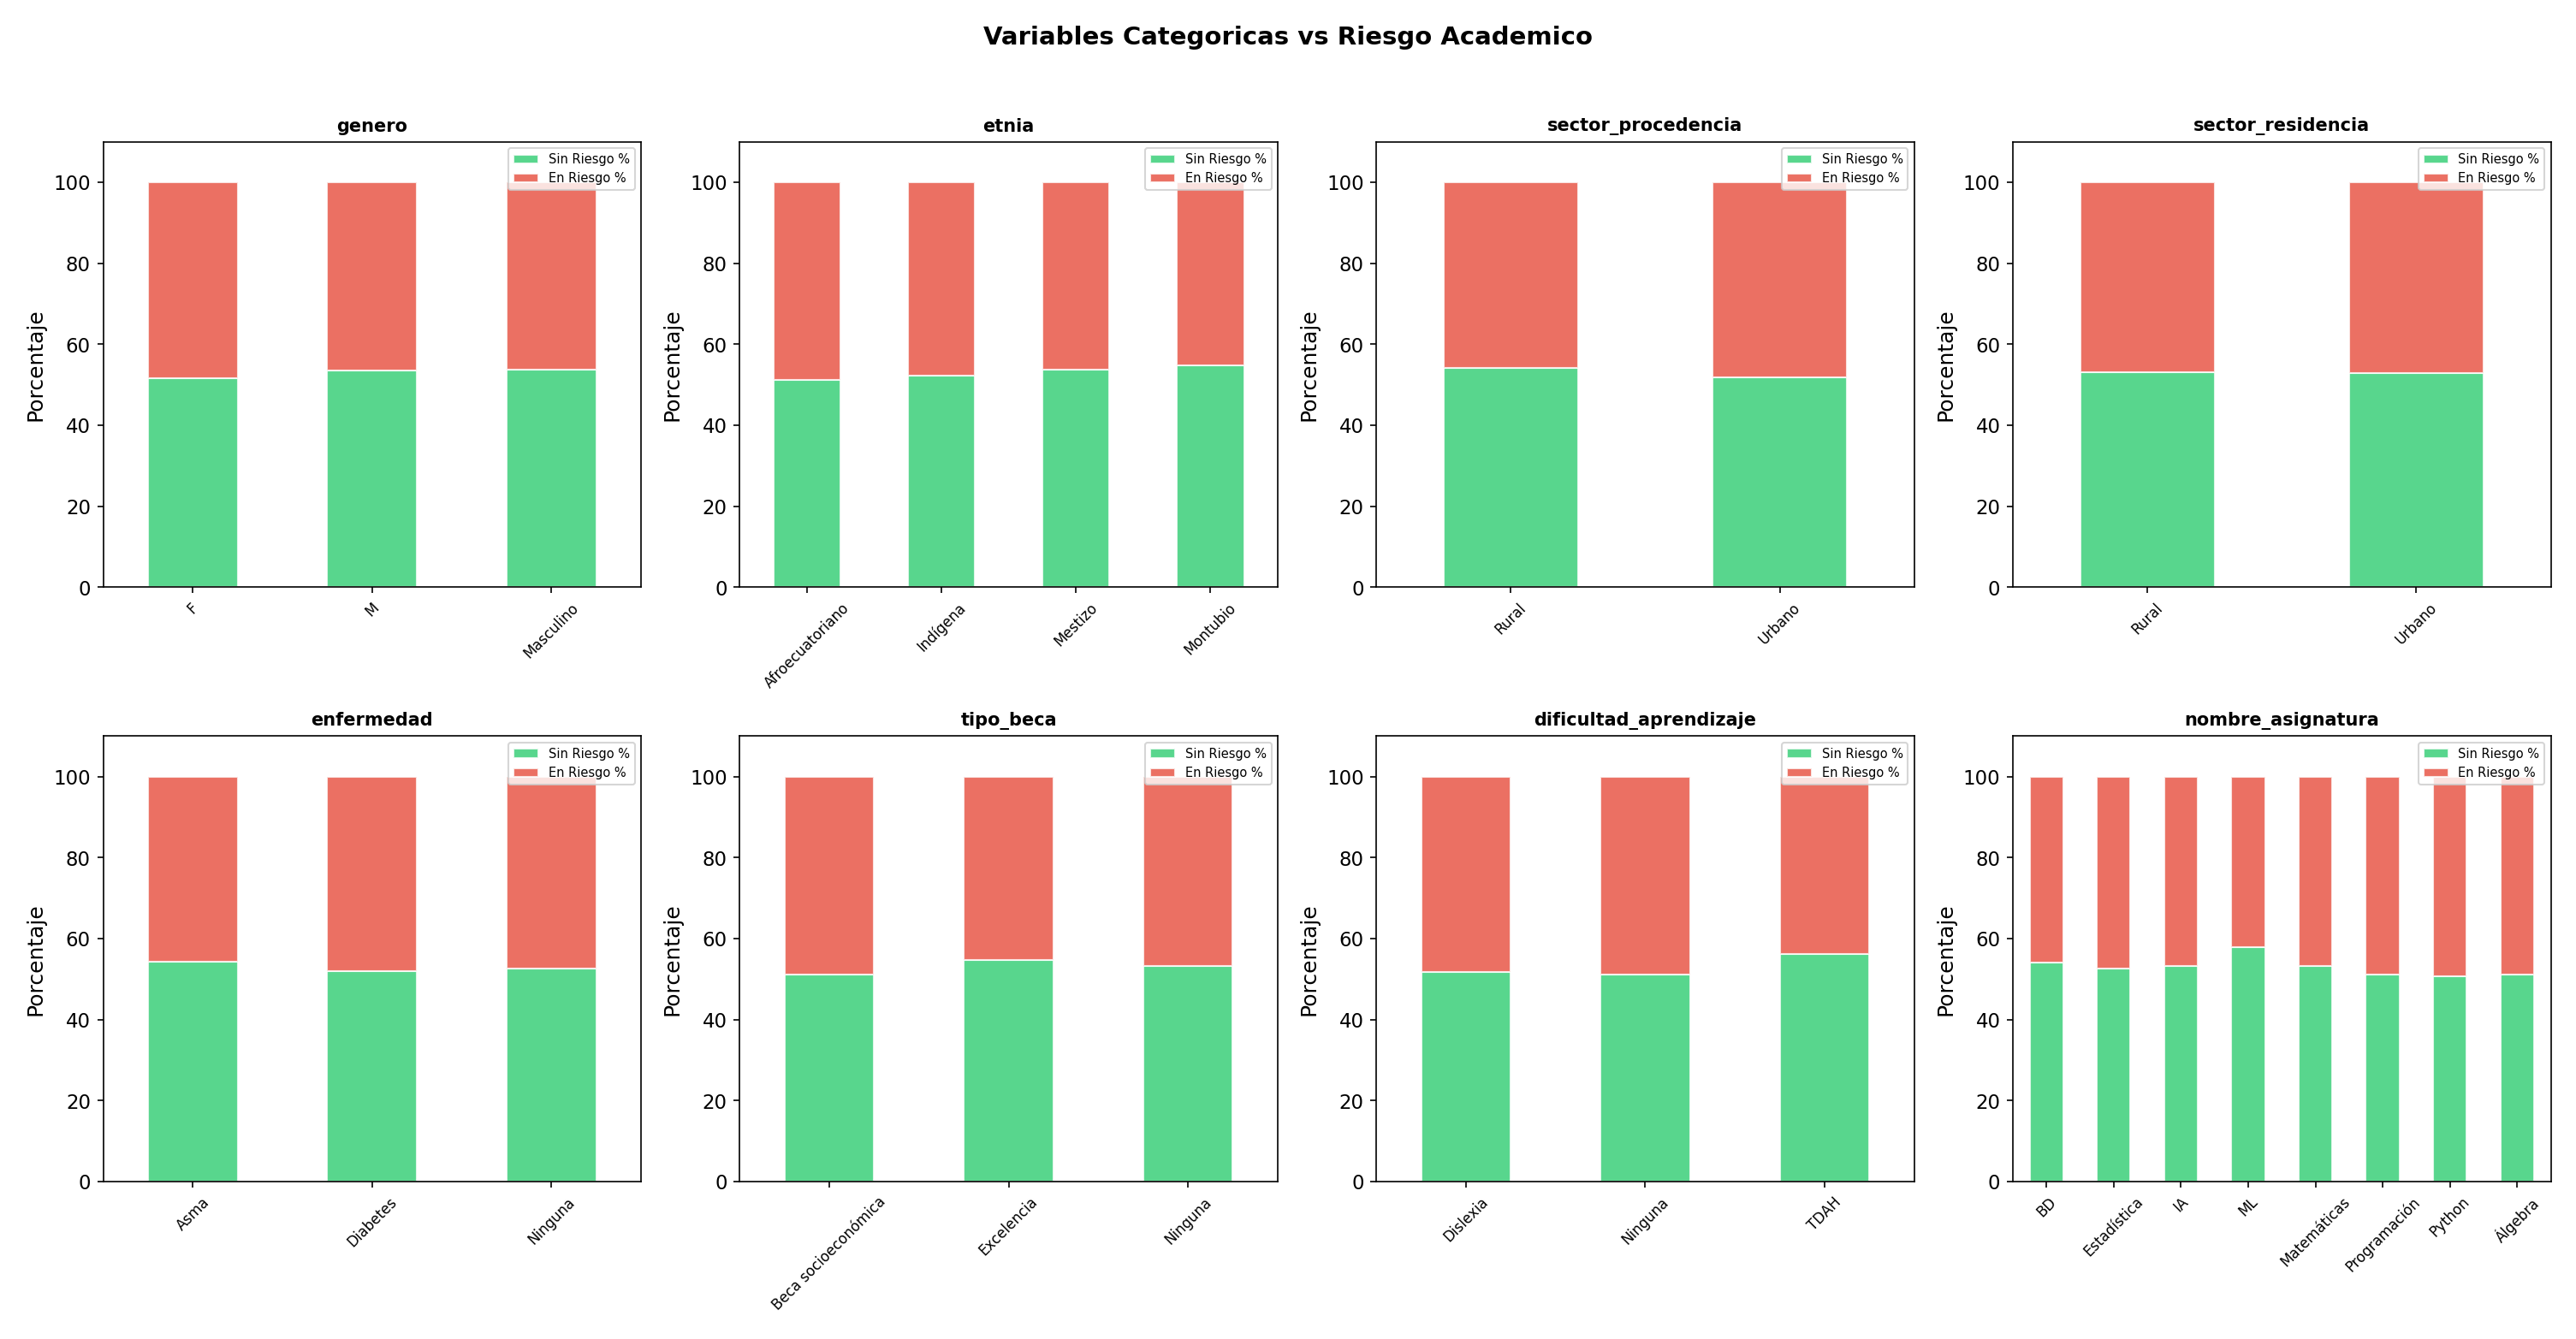 Variables Categoricas vs Riesgo Academico
genero
Sin Riesgo %
En Riesgo %
Porcentaje
100
80
60
40
20
0
F
M
Masculino
etnia
Sin Riesgo %
En Riesgo %
Porcentaje
100
80
60
40
20
0
Afroecuatoriano
Indígena
Mestizo
Montubio
sector_procedencia
Sin Riesgo %
En Riesgo %
Porcentaje
100
80
60
40
20
0
Rural
Urbano
sector_residencia
Sin Riesgo %
En Riesgo %
Porcentaje
100
80
60
40
20
0
Rural
Urbano
enfermedad
Sin Riesgo %
En Riesgo %
Porcentaje
100
80
60
40
20
0
Asma
Diabetes
Ninguna
tipo_beca
Sin Riesgo %
En Riesgo %
Porcentaje
100
80
60
40
20
0
Beca socioeconómica
Excelencia
Ninguna
dificultad_aprendizaje
Sin Riesgo %
En Riesgo %
Porcentaje
100
80
60
40
20
0
Dislexia
Ninguna
TDAH
nombre_asignatura
Sin Riesgo %
En Riesgo %
Porcentaje
100
80
60
40
20
0
BD
Estadística
IA
ML
Matemáticas
Programación
Python
Álgebra